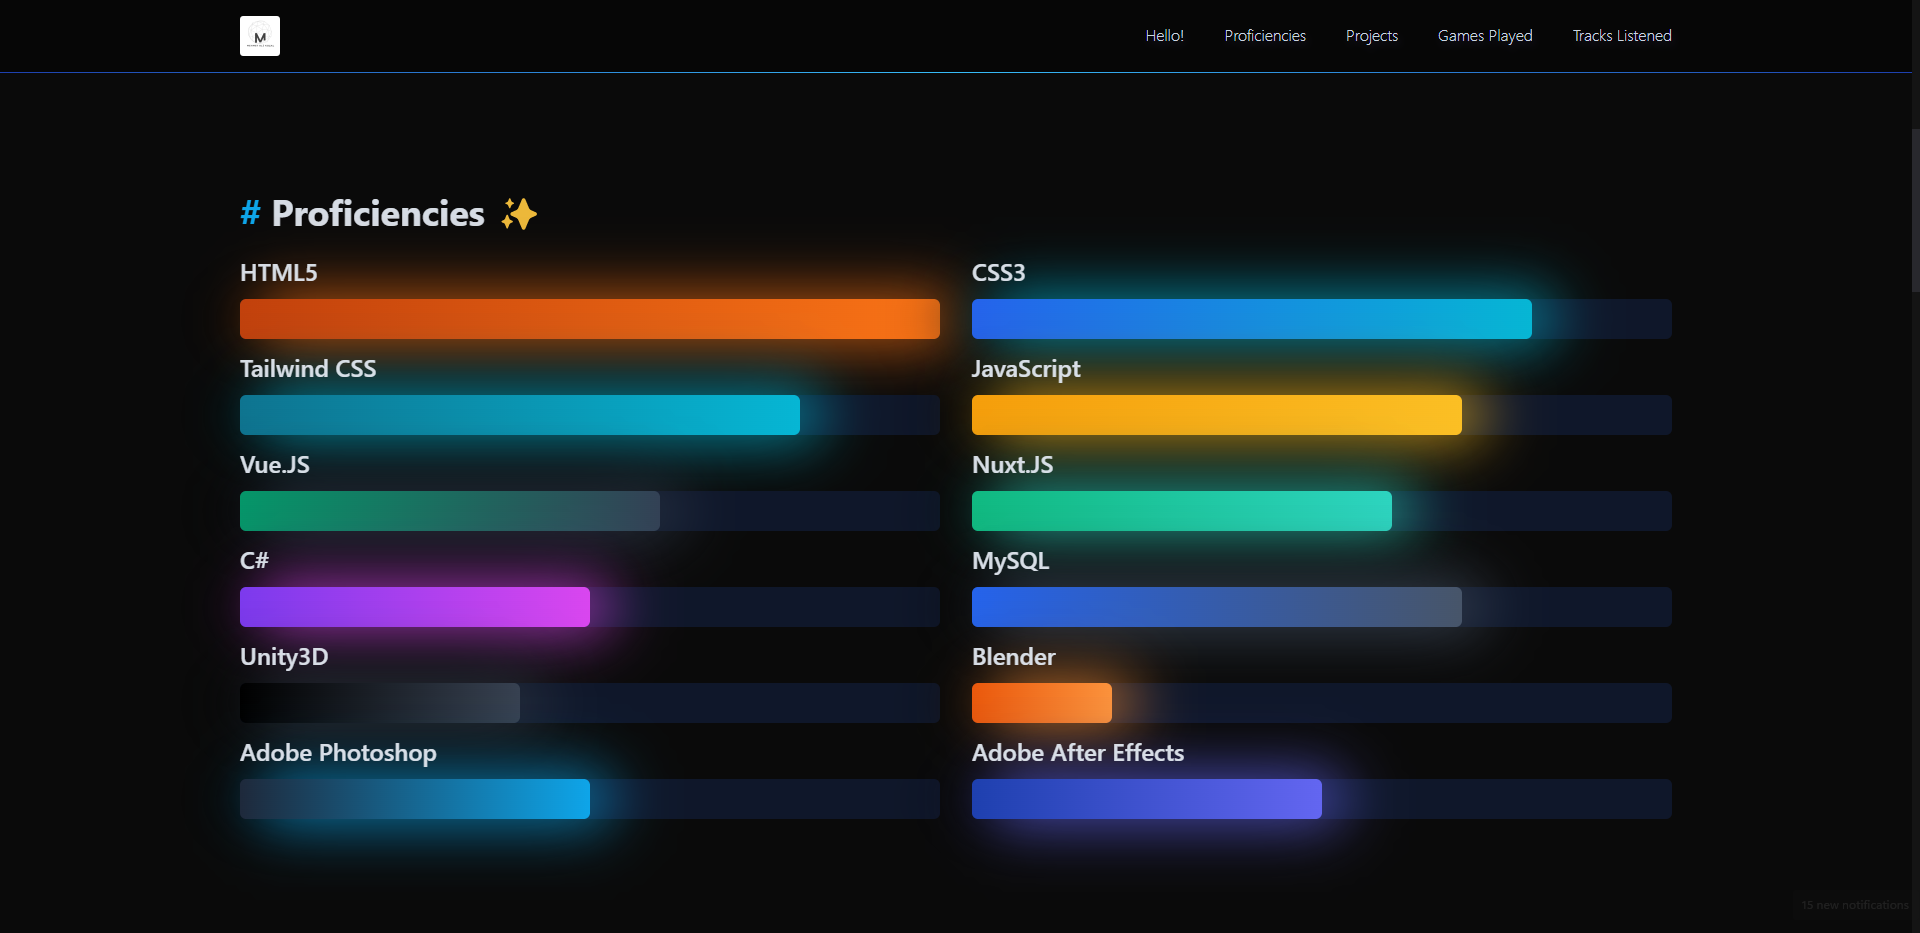 M
Hello! Proficiencies Projects Games Played Tracks Listened
# Proficiencies ✨
HTML5
CSS3
Tailwind CSS
JavaScript
Vue.JS
Nuxt.JS
C#
MySQL
Unity3D
Blender
Adobe Photoshop
Adobe After Effects
15 new notifications